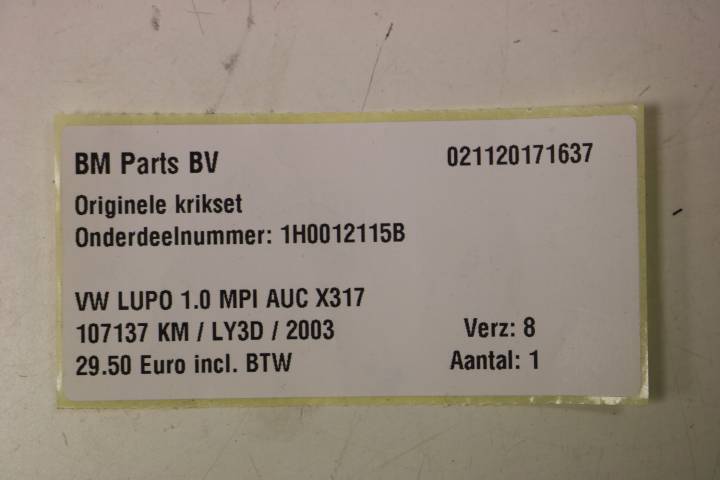 BM Parts BV 021120171637
Originele krikset
Onderdeelnummer: 1H0012115B
VW LUPO 1.0 MPI AUC X317
107137 KM / LY3D / 2003 Verz: 8
29.50 Euro incl. BTW Aantal: 1